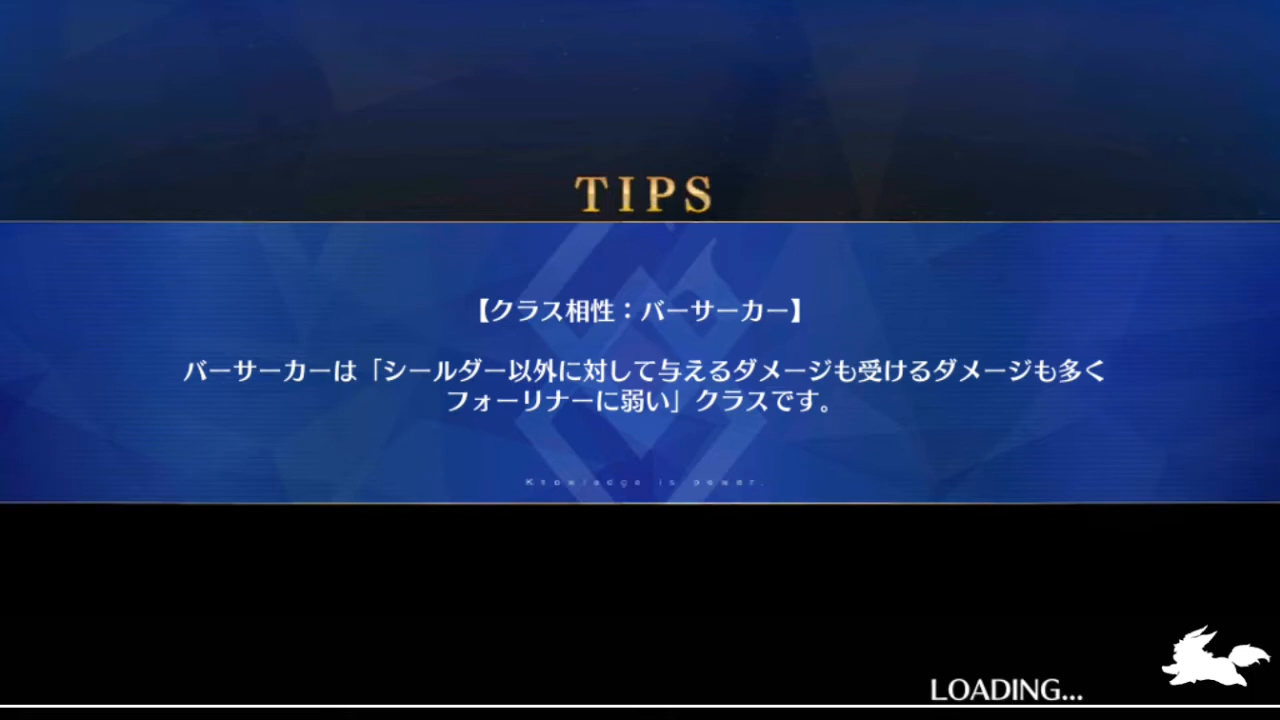 TIPS
【クラス相性：バーサーカー】
バーサーカーは「シールダー以外に対して与えるダメージも受けるダメージも多く
フォーリナーに弱い」クラスです。
Knowledge is power.
LOADING...